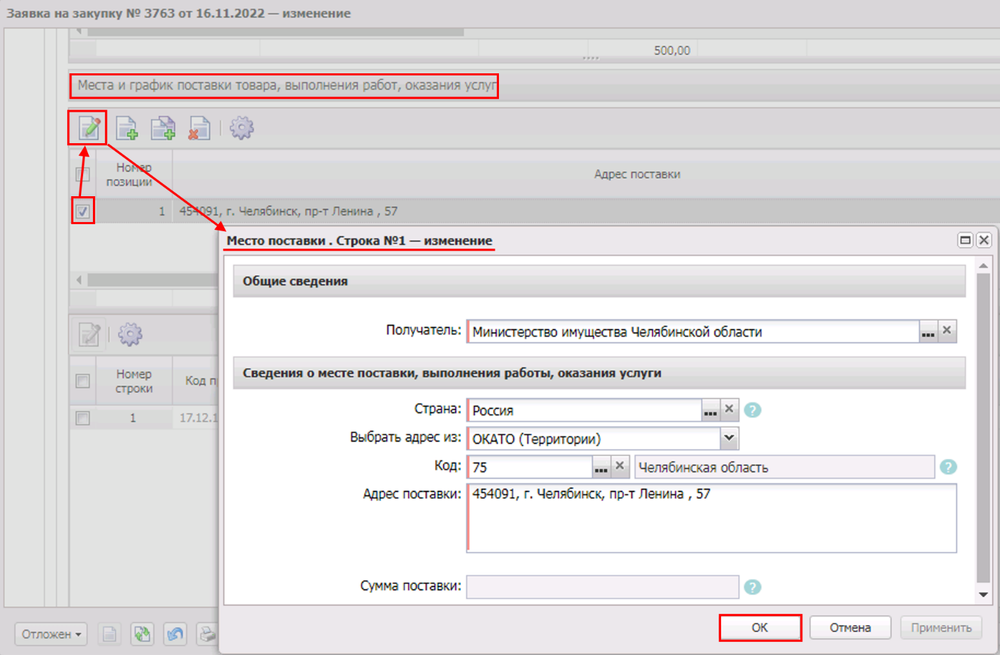 Заявка на закупку № 3763 от 16.11.2022 — изменение
500,00
Места и график поставки товара, выполнения работ, оказания услуг
Номер позиции
Адрес поставки
1 454091, г. Челябинск, пр-т Ленина , 57
Место поставки . Строка №1 — изменение
Общие сведения
Получатель: Министерство имущества Челябинской области
Сведения о месте поставки, выполнения работы, оказания услуги
Страна: Россия
Выбрать адрес из: ОКАТО (Территории)
Код: 75 Челябинская область
Адрес поставки: 454091, г. Челябинск, пр-т Ленина , 57
Сумма поставки:
Номер строки
Код
1 17.12.1
Отложен
ОК
Отмена
Применить